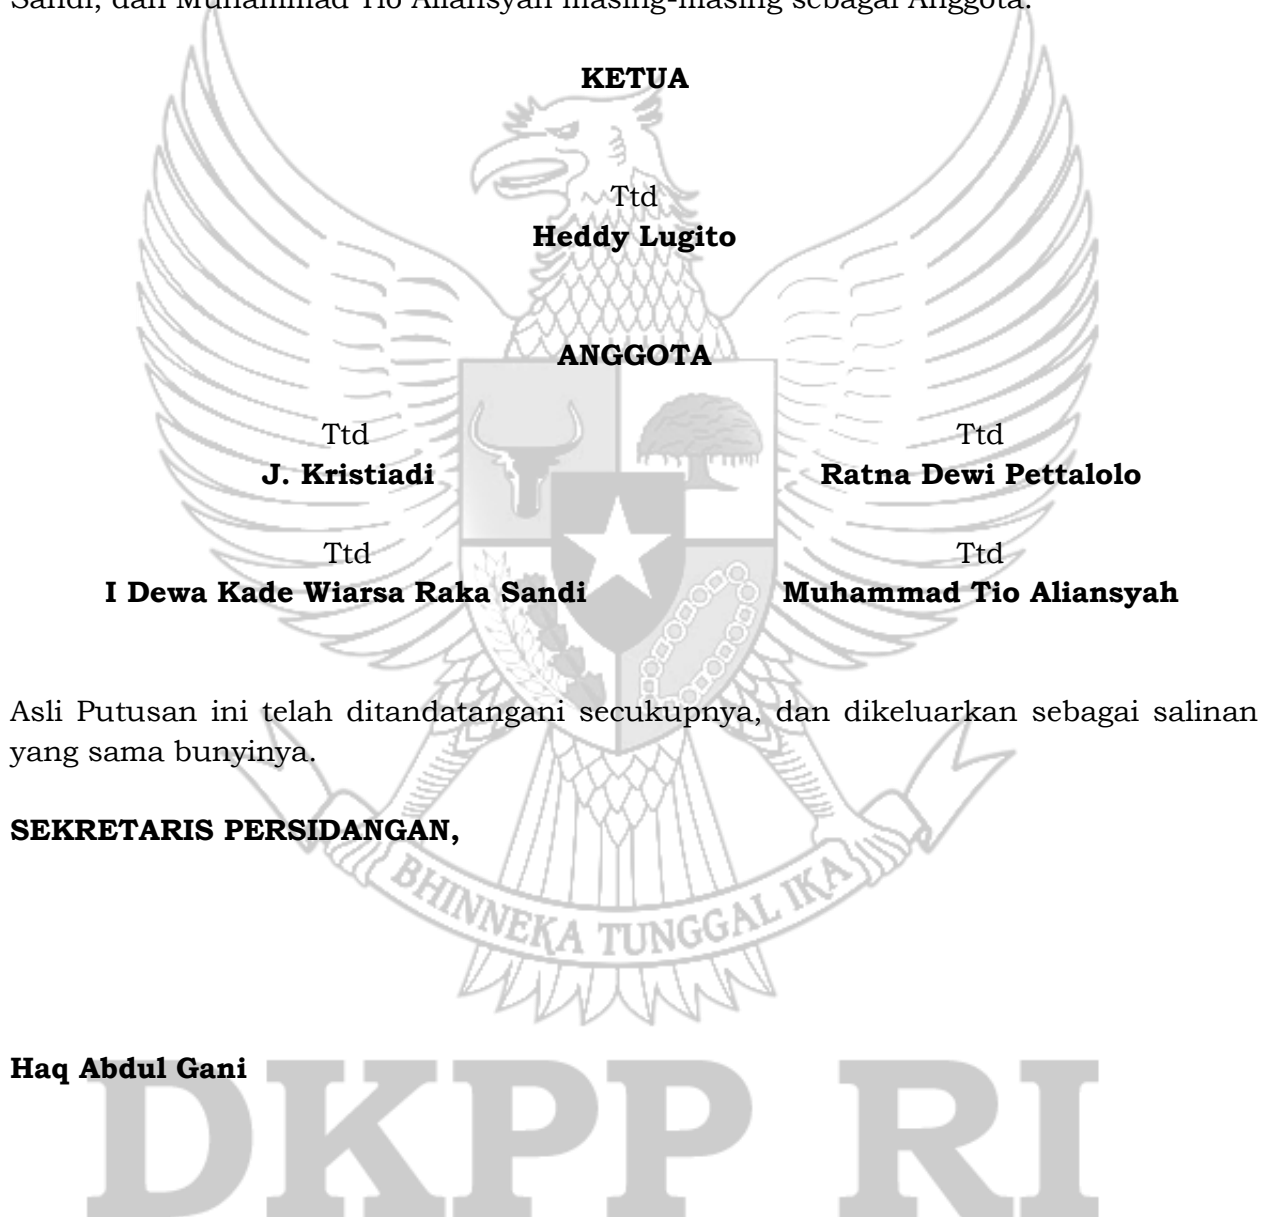 Sandi, dan Muhammad Tio Aliansyah masing-masing sebagai Anggota.
KETUA
Ttd
Heddy Lugito
ANGGOTA
Ttd Ttd
J. Kristiadi Ratna Dewi Pettalolo
Ttd Ttd
I Dewa Kade Wiarsa Raka Sandi Muhammad Tio Aliansyah
Asli Putusan ini telah ditandatangani secukupnya, dan dikeluarkan sebagai salinan
yang sama bunyinya.
SEKRETARIS PERSIDANGAN,
BHINNEKA TUNGGAL IKA
Haq Abdul Gani
DKPP RI